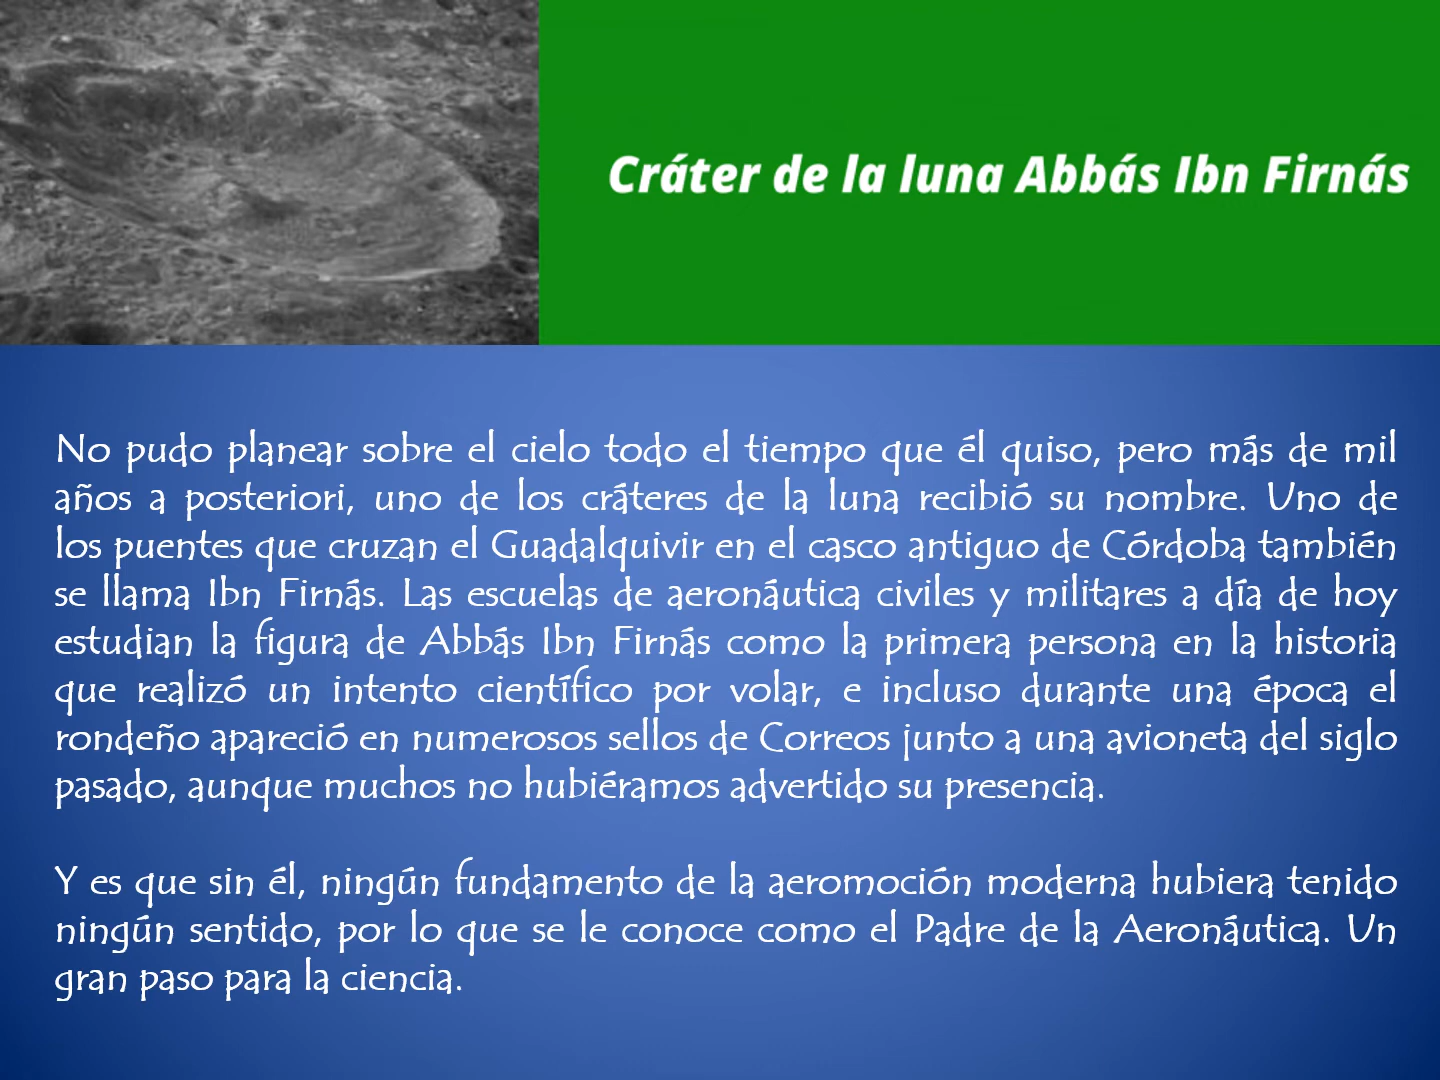 Cráter de la luna Abbás Ibn Firnás
No pudo planear sobre el cielo todo el tiempo que él quiso, pero más de mil
años a posteriori, uno de los cráteres de la luna recibió su nombre. Uno de
los puentes que cruzan el Guadalquivir en el casco antiguo de Córdoba también
se llama Ibn Firnás. Las escuelas de aeronáutica civiles y militares a día de hoy
estudian la figura de Abbás Ibn Firnás como la primera persona en la historia
que realizó un intento científico por volar, e incluso durante una época el
rondeño apareció en numerosos sellos de Correos junto a una avioneta del siglo
pasado, aunque muchos no hubiéramos advertido su presencia.
Y es que sin él, ningún fundamento de la aeromoción moderna hubiera tenido
ningún sentido, por lo que se le conoce como el Padre de la Aeronáutica. Un
gran paso para la ciencia.